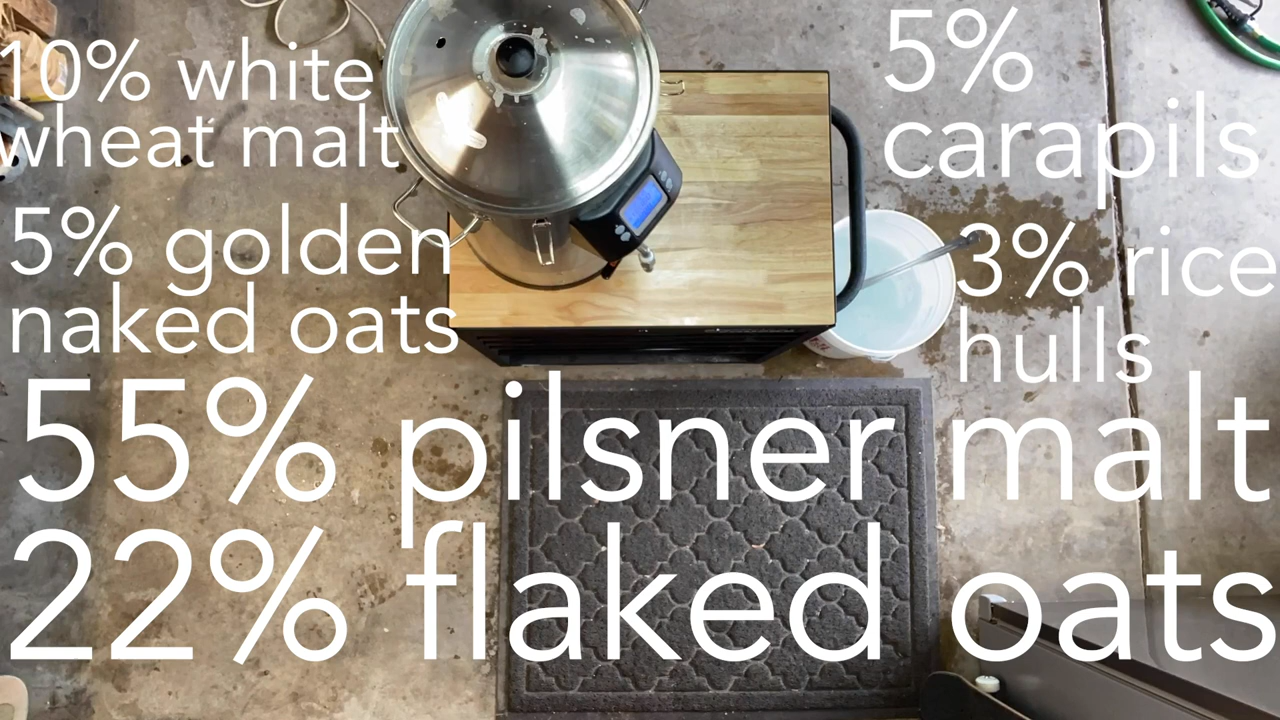 10% white
wheat malt
5% golden
naked oats
5%
carapils
3% rice
hulls
55% pilsner malt
22% flaked oats